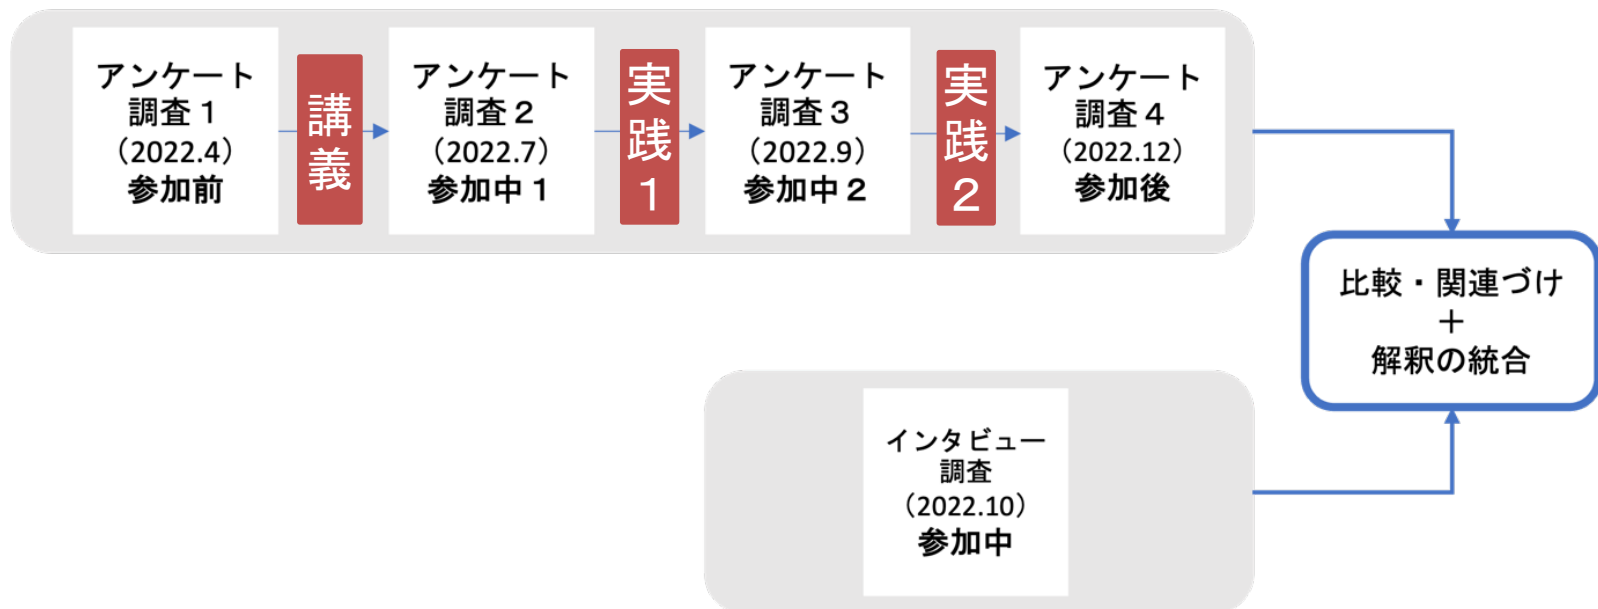 アンケート
調査１
（2022.4）
参加前
講義
アンケート
調査２
（2022.7）
参加中１
実践１
アンケート
調査３
（2022.9）
参加中２
実践２
アンケート
調査４
（2022.12）
参加後
比較・関連づけ
＋
解釈の統合
インタビュー
調査
（2022.10）
参加中